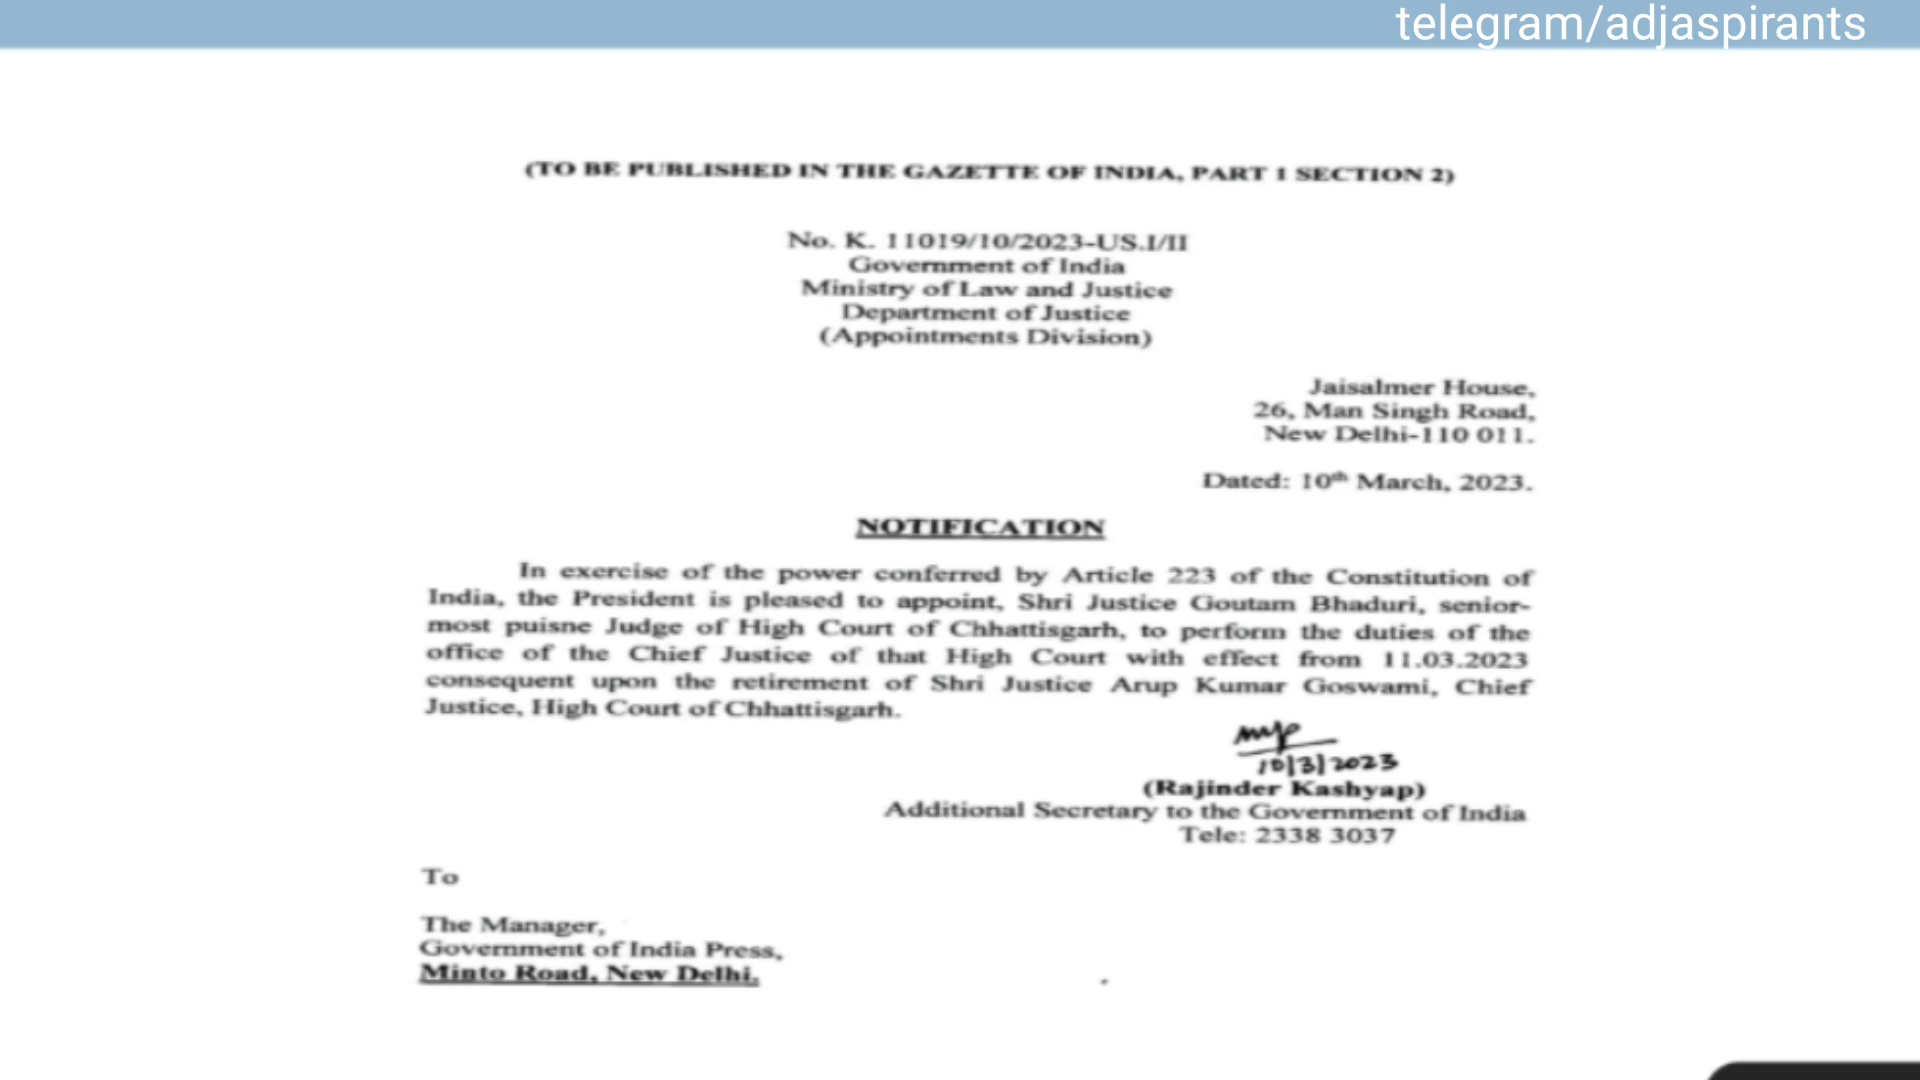 telegram/adjaspirants
(TO BE PUBLISHED IN THE GAZETTE OF INDIA, PART 1 SECTION 2)
No. K. 11019/10/2023-US.I/II
Government of India
Ministry of Law and Justice
Department of Justice
(Appointments Division)
Jaisalmer House,
26, Man Singh Road,
New Delhi-110 011.
Dated: 10th March, 2023.
NOTIFICATION
In exercise of the power conferred by Article 223 of the Constitution of
India, the President is pleased to appoint, Shri Justice Goutam Bhaduri, senior-
most puisne Judge of High Court of Chhattisgarh, to perform the duties of the
office of the Chief Justice of that High Court with effect from 11.03.2023
consequent upon the retirement of Shri Justice Arup Kumar Goswami, Chief
Justice, High Court of Chhattisgarh.
10/3/2023
(Rajinder Kashyap)
Additional Secretary to the Government of India
Tele: 2338 3037
To
The Manager,
Government of India Press,
Minto Road, New Delhi.